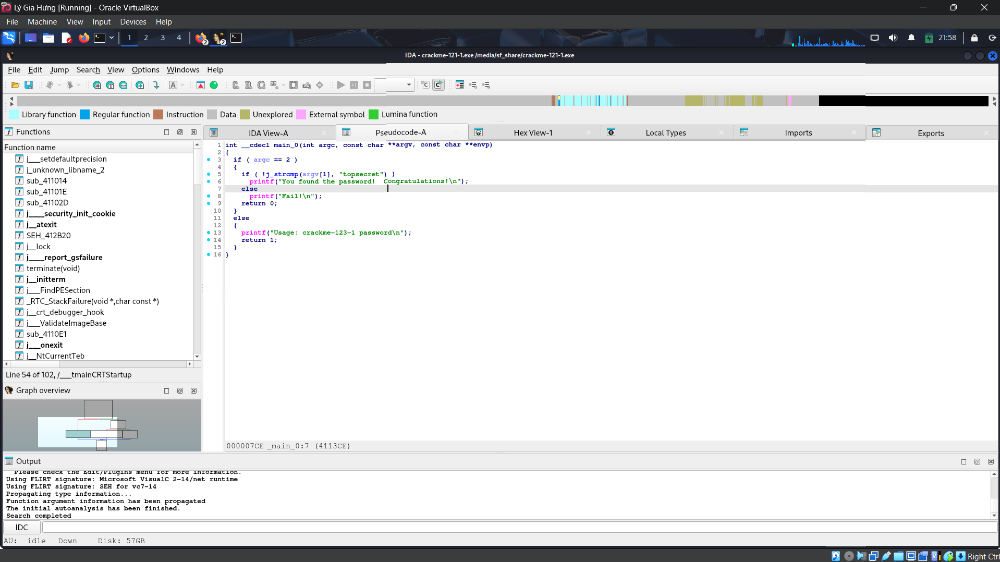 Lý Gia Hưng [Running] - Oracle VirtualBox
File Machine View Input Devices Help
1 2 3 4 2 2 21:58
IDA - crackme-121-1.exe /media/sf_share/crackme-121-1.exe
File Edit Jump Search View Options Windows Help
Library function Regular function Instruction Data Unexplored External symbol Lumina function
Functions
Function name
j___setdefaultprecision
j_unknown_libname_2
sub_411014
sub_41101E
sub_41102D
j____security_init_cookie
j__atexit
SEH_412B20
j__lock
j____report_gsfailure
terminate(void)
j__initterm
j___FindPESection
_RTC_StackFailure(void *,char const *)
j__crt_debugger_hook
j___ValidateImageBase
sub_4110E1
j___onexit
j__NtCurrentTeb
Line 54 of 102, /___tmainCRTStartup
Graph overview
IDA View-A Pseudocode-A Hex View-1 Local Types Imports Exports
1 int __cdecl main_0(int argc, const char **argv, const char **envp)
2 {
3 if ( argc == 2 )
4 {
5 if ( !j_strcmp(argv[1], "topsecret") )
6 printf("You found the password!  Congratulations!\n");
7 else
8 printf("Fail!\n");
9 return 0;
10 }
11 else
12 {
13 printf("Usage: crackme-123-1 password\n");
14 return 1;
15 }
16 }
000007CE _main_0:7 (4113CE)
Output
Please check the Edit/Plugins menu for more information.
Using FLIRT signature: Microsoft VisualC 2-14/net runtime
Using FLIRT signature: SEH for vc7-14
Propagating type information...
Function argument information has been propagated
The initial autoanalysis has been finished.
Search completed
IDC
AU: idle Down Disk: 57GB
Right Ctrl